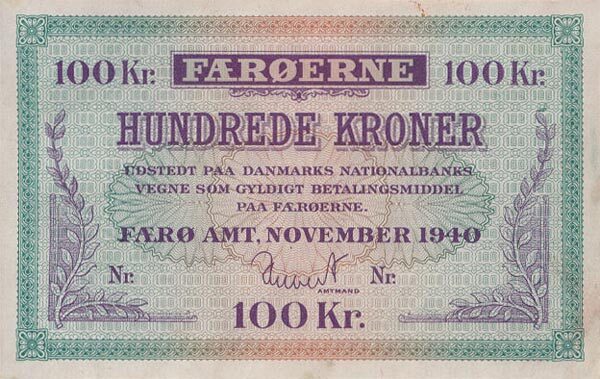 100 Kr. FÆRØERNE 100 Kr.
HUNDREDE KRONER
UDSTEDT PAA DANMARKS NATIONALBANKS
VEGNE SOM GYLDIGT BETALINGSMIDDEL
PAA FÆRØERNE.
FÆRØ AMT, NOVEMBER 1940
Nr. Nr.
AMTMAND
100 Kr.